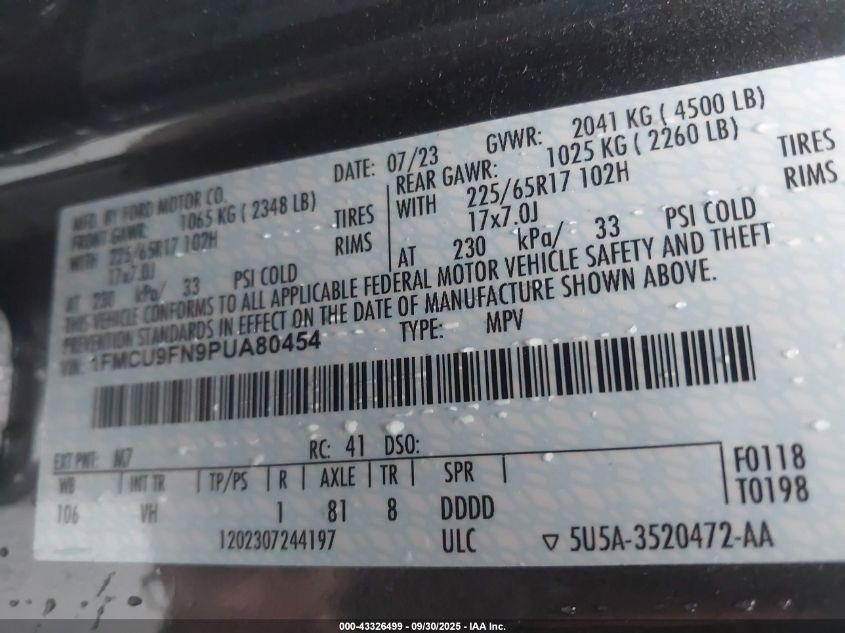 MFD. BY FORD MOTOR CO.
DATE: 07/23 GVWR: 2041 KG ( 4500 LB)
FRONT GAWR: 1065 KG ( 2348 LB)
WITH 225/65R17 102H TIRES
17x7.0J RIMS
AT 230 kPa/ 33 PSI COLD
REAR GAWR: 1025 KG ( 2260 LB)
WITH 225/65R17 102H TIRES
17x7.0J RIMS
AT 230 kPa/ 33 PSI COLD
THIS VEHICLE CONFORMS TO ALL APPLICABLE FEDERAL MOTOR VEHICLE SAFETY AND THEFT
PREVENTION STANDARDS IN EFFECT ON THE DATE OF MANUFACTURE SHOWN ABOVE.
VIN: 1FMCU9FN9PUA80454 TYPE: MPV
EXT PNT: M7 RC: 41 DSO:
WB INT TR TP/PS R AXLE TR SPR
106 VH 1 81 8 DDDD
F0118
T0198
1202307244197 ULC 5U5A-3520472-AA
000-43326499 - 09/30/2025 - IAA Inc.